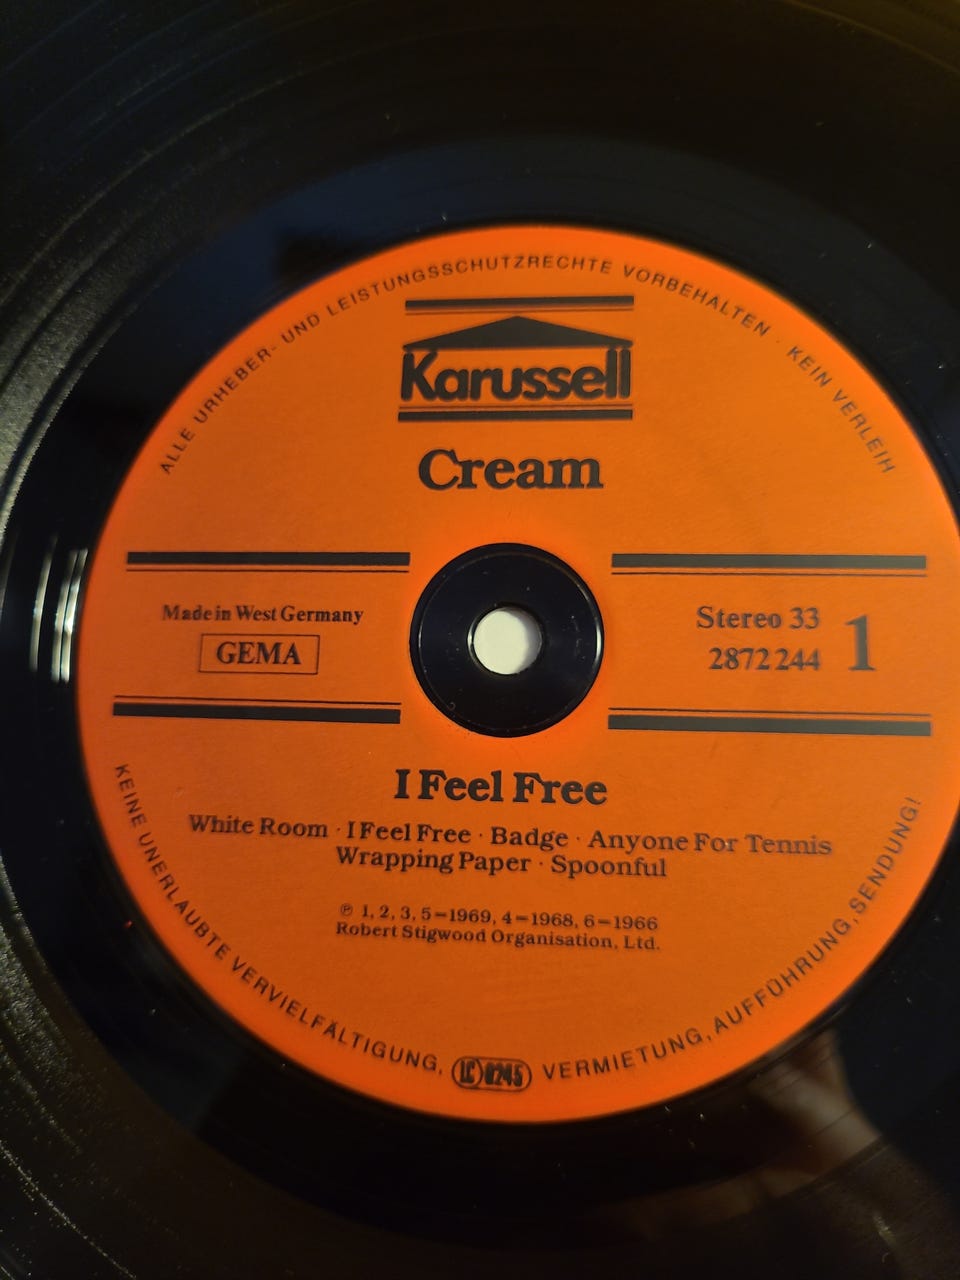 ALLE URHEBER- UND LEISTUNGSSCHUTZRECHTE VORBEHALTEN · KEIN VERLEIH
Karussell
Cream
Made in West Germany
GEMA
Stereo 33
2872 244
1
I Feel Free
White Room · I Feel Free · Badge · Anyone For Tennis
Wrapping Paper · Spoonful
℗ 1, 2, 3, 5=1969, 4=1968, 6=1966
Robert Stigwood Organisation, Ltd.
KEINE UNERLAUBTE VERVIELFÄLTIGUNG, VERMIETUNG, AUFFÜHRUNG, SENDUNG!
LC 0245